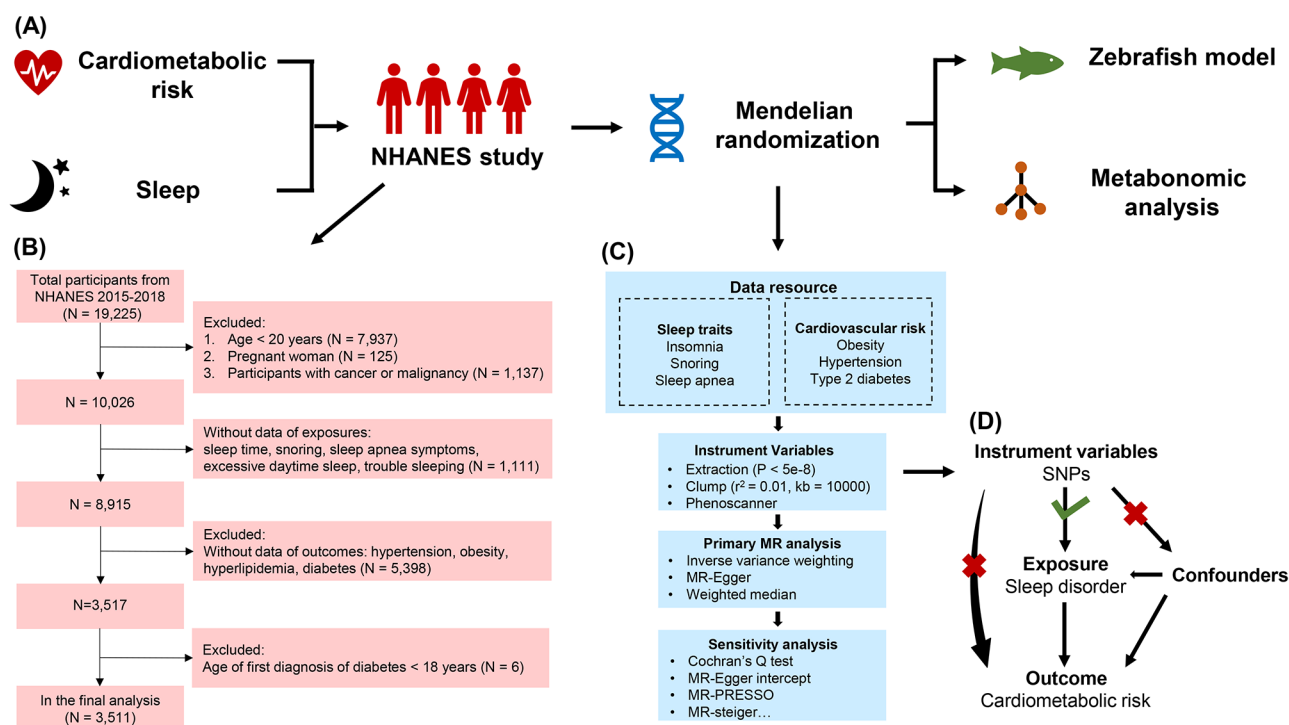 (A)
Cardiometabolic
risk
Sleep
NHANES study
Mendelian
randomization
Zebrafish model
Metabonomic
analysis
(B)
Total participants from
NHANES 2015-2018
(N = 19,225)
Excluded:
1. Age < 20 years (N = 7,937)
2. Pregnant woman (N = 125)
3. Participants with cancer or malignancy (N = 1,137)
N = 10,026
Without data of exposures:
sleep time, snoring, sleep apnea symptoms,
excessive daytime sleep, trouble sleeping (N = 1,111)
N = 8,915
Excluded:
Without data of outcomes: hypertension, obesity,
hyperlipidemia, diabetes (N = 5,398)
N=3,517
Excluded:
Age of first diagnosis of diabetes < 18 years (N = 6)
In the final analysis
(N = 3,511)
(C)
Data resource
Sleep traits
Insomnia
Snoring
Sleep apnea
Cardiovascular risk
Obesity
Hypertension
Type 2 diabetes
Instrument Variables
• Extraction (P < 5e-8)
• Clump (r² = 0.01, kb = 10000)
• Phenoscanner
Primary MR analysis
• Inverse variance weighting
• MR-Egger
• Weighted median
Sensitivity analysis
• Cochran's Q test
• MR-Egger intercept
• MR-PRESSO
• MR-steiger…
(D)
Instrument variables
SNPs
Exposure
Sleep disorder
Confounders
Outcome
Cardiometabolic risk